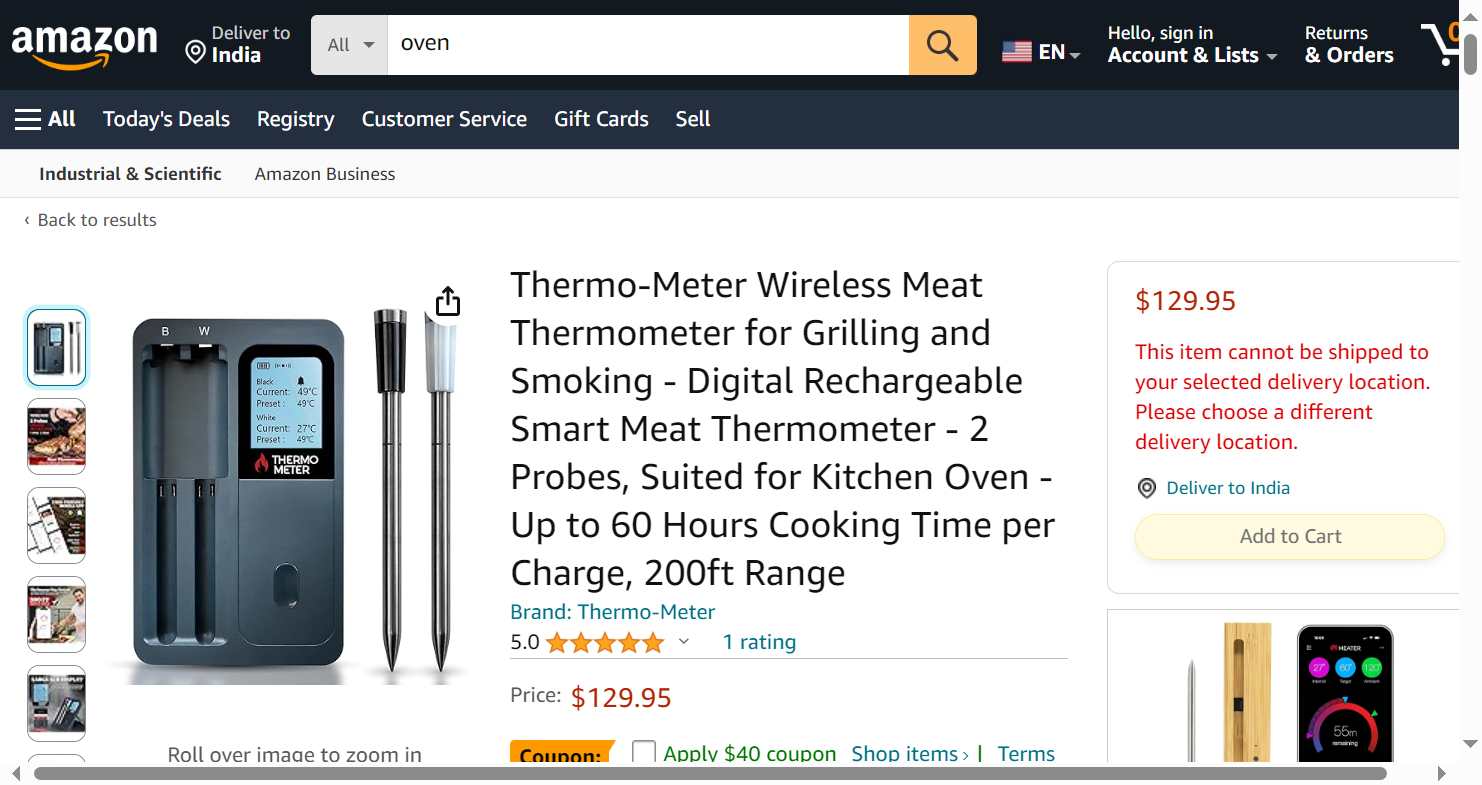 amazon
Deliver to
India
All
oven
EN
Hello, sign in
Account & Lists
Returns
& Orders
0
All
Today's Deals
Registry
Customer Service
Gift Cards
Sell
Industrial & Scientific
Amazon Business
‹ Back to results
B W
Black
Current: 49°C
Preset : 49°C
White
Current: 27°C
Preset : 49°C
THERMO
METER
Roll over image to zoom in
Thermo-Meter Wireless Meat
Thermometer for Grilling and
Smoking - Digital Rechargeable
Smart Meat Thermometer - 2
Probes, Suited for Kitchen Oven -
Up to 60 Hours Cooking Time per
Charge, 200ft Range
Brand: Thermo-Meter
5.0
1 rating
Price: $129.95
Coupon:
Apply $40 coupon Shop items › | Terms
$129.95
This item cannot be shipped to
your selected delivery location.
Please choose a different
delivery location.
Deliver to India
Add to Cart
MEATER
27° 60° 120°
Internal Target Ambient
55m
remaining